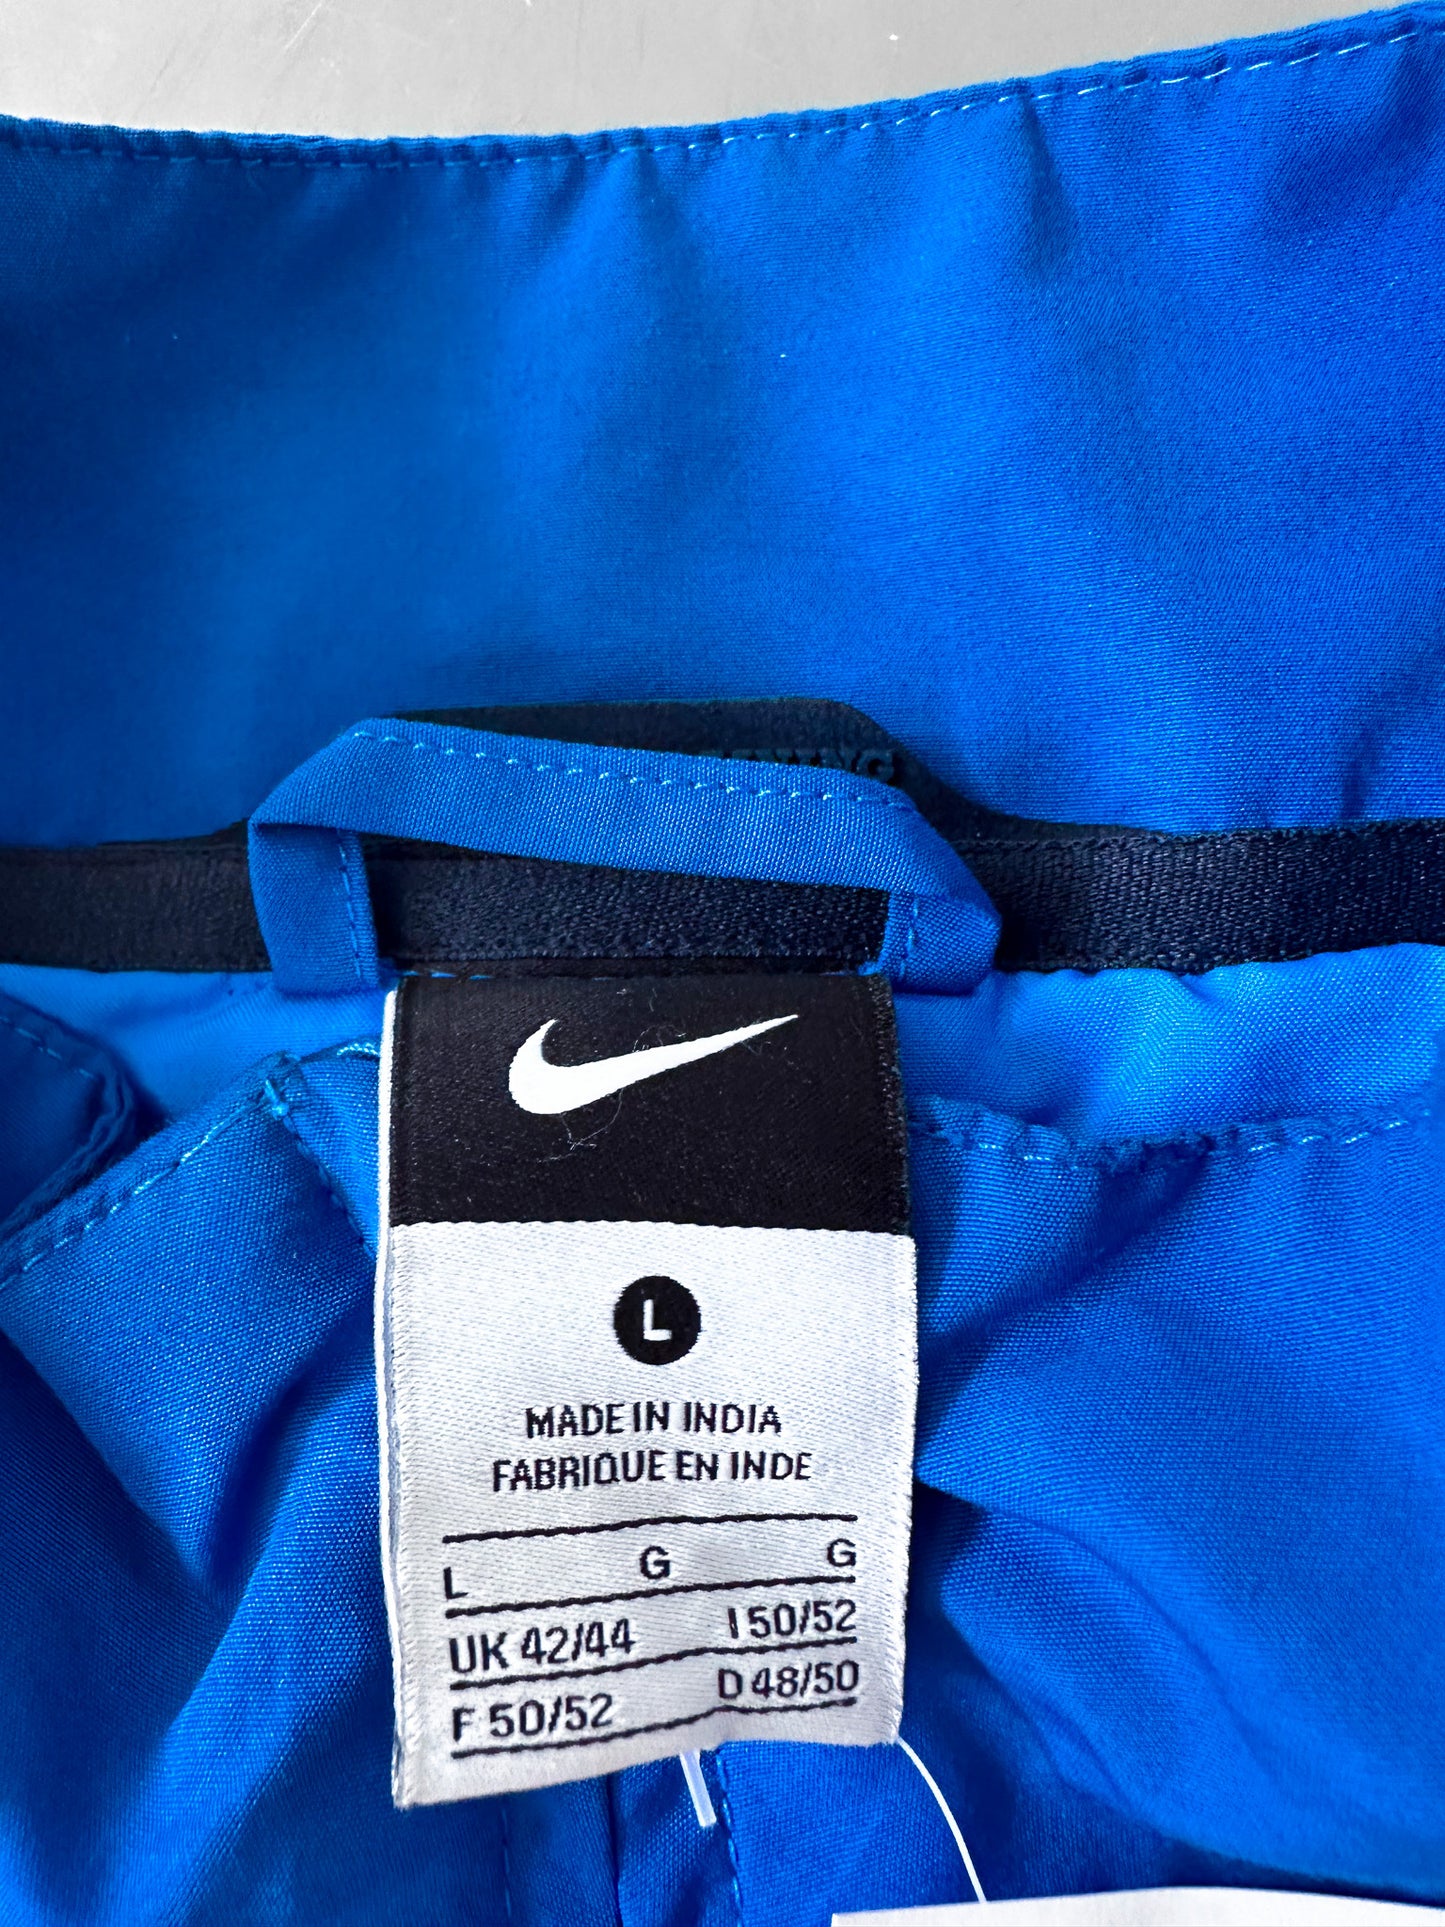 L
MADE IN INDIA
FABRIQUE EN INDE
L G G
UK 42/44 I 50/52
F 50/52 D 48/50